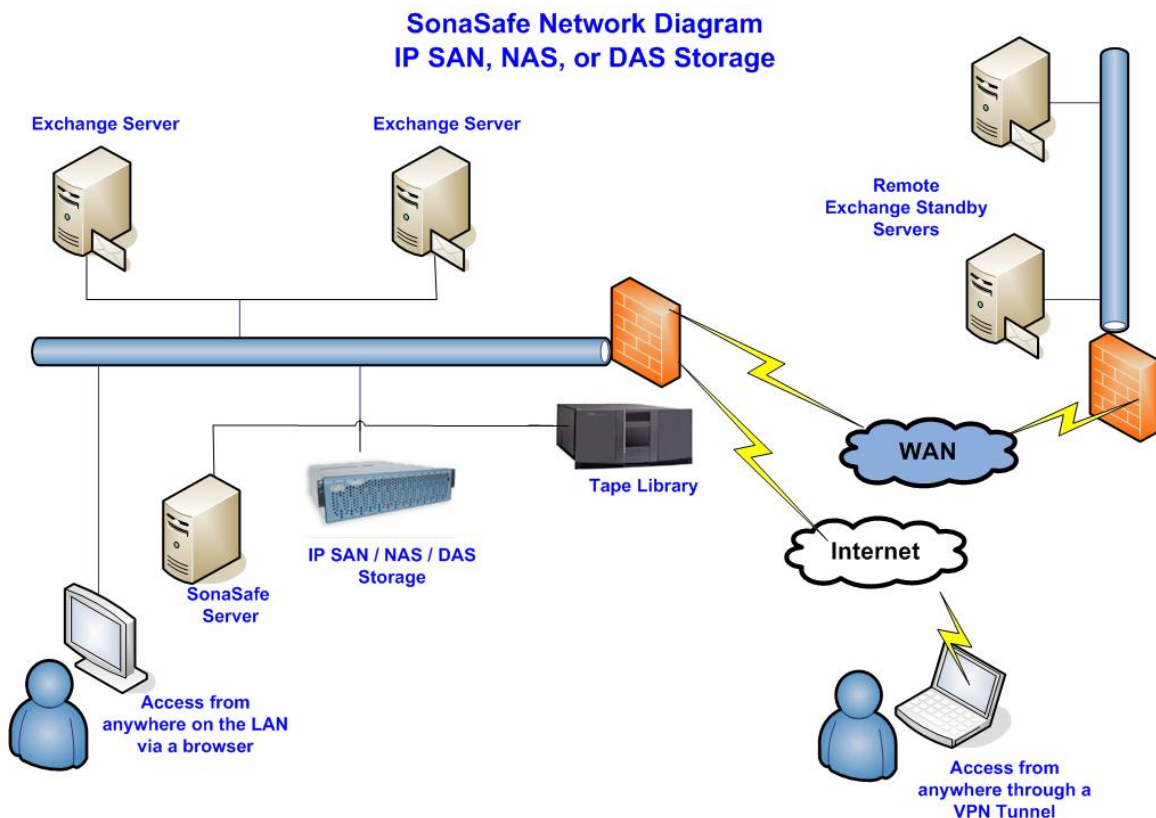 SonaSafe Network Diagram
IP SAN, NAS, or DAS Storage
Exchange Server
Exchange Server
Remote
Exchange Standby
Servers
WAN
Tape Library
Internet
IP SAN / NAS / DAS
Storage
SonaSafe
Server
Access from
anywhere on the LAN
via a browser
Access from
anywhere through a
VPN Tunnel